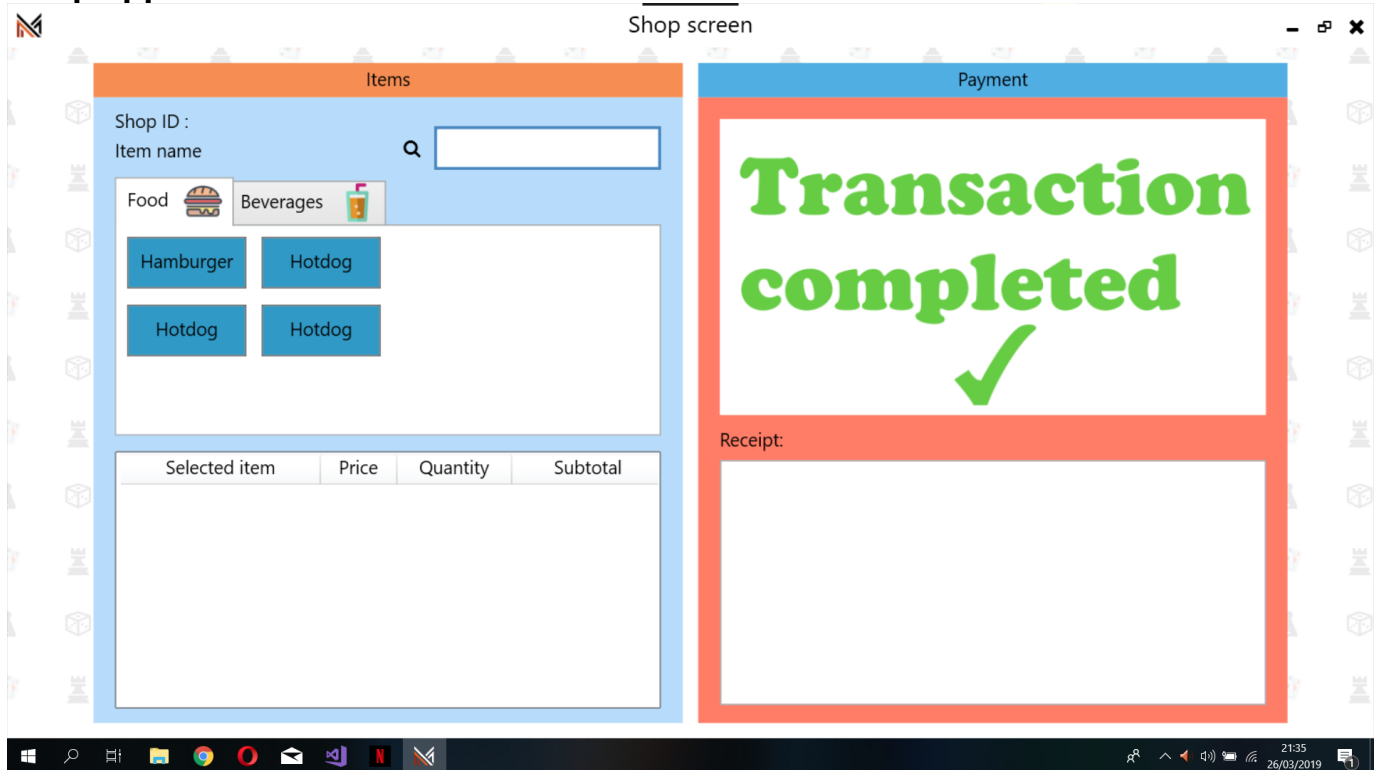 Shop screen
Items
Shop ID :
Item name
Food
Beverages
Hamburger
Hotdog
Hotdog
Hotdog
Selected item
Price
Quantity
Subtotal
Payment
Transaction
completed
Receipt:
21:35
26/03/2019
1